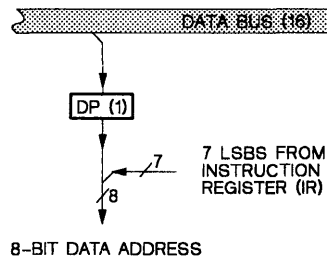 DATA BUS (16)
DP (1)
7
7 LSBS FROM
INSTRUCTION
REGISTER (IR)
8
8-BIT DATA ADDRESS